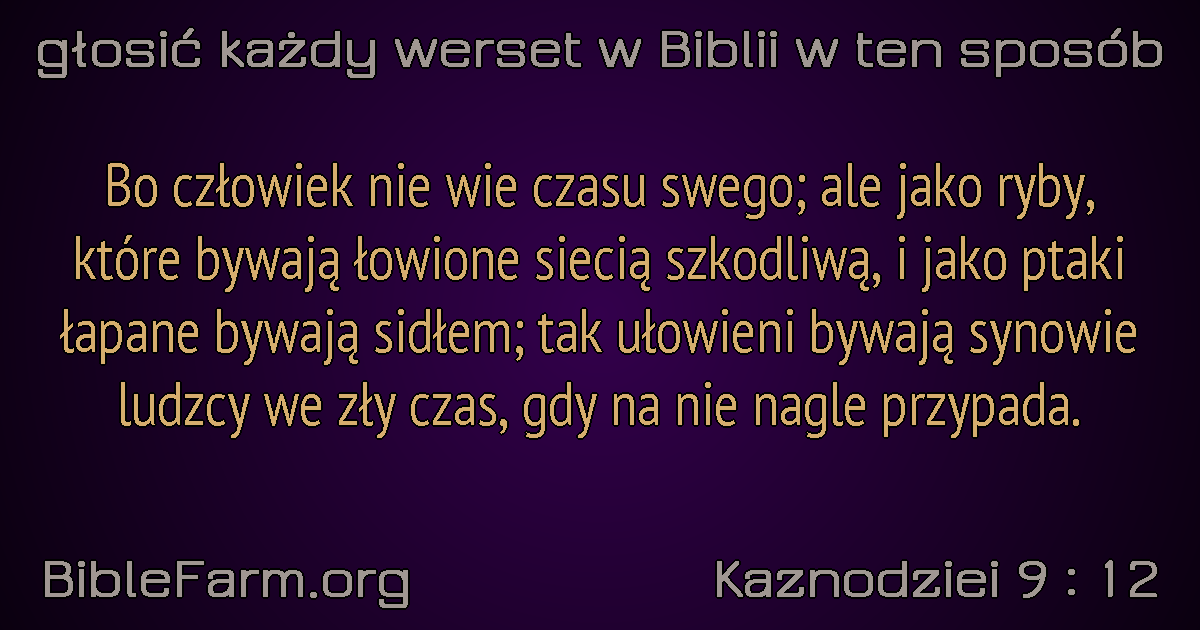 głosić każdy werset w Biblii w ten sposób
Bo człowiek nie wie czasu swego; ale jako ryby,
które bywają łowione siecią szkodliwą, i jako ptaki
łapane bywają sidłem; tak ułowieni bywają synowie
ludzcy we zły czas, gdy na nie nagle przypada.
BibleFarm.org
Kaznodziei 9 : 12